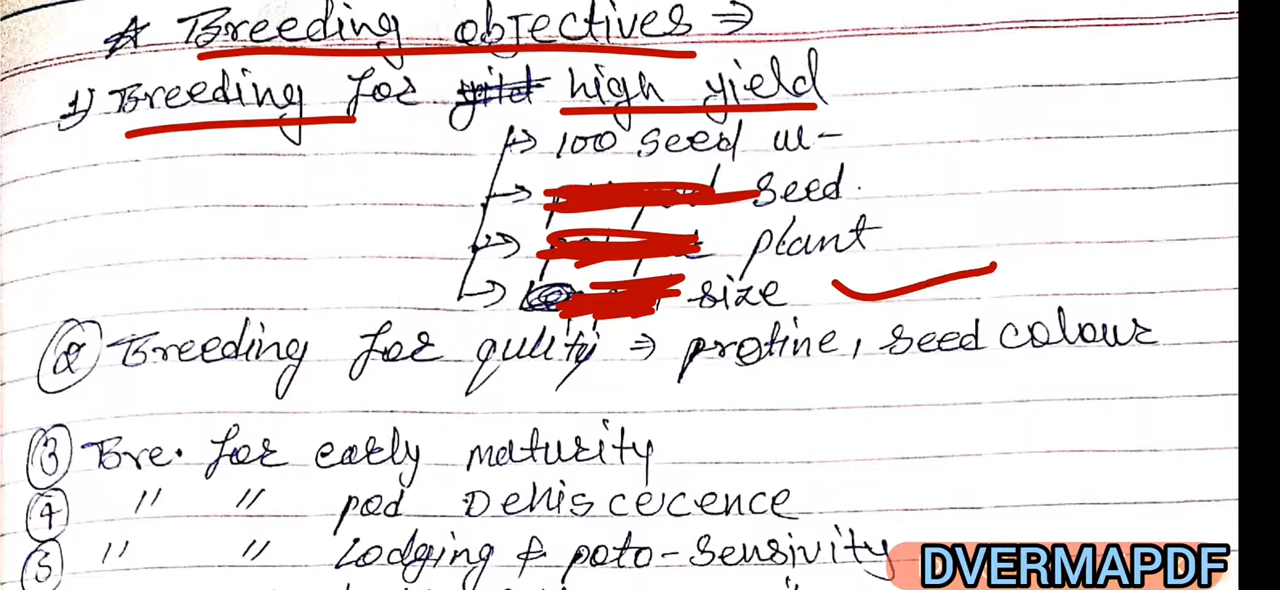 * Breeding objectives ⇒
1) Breeding for yield high yield
→ 100 seed w-
→ seed.
→ plant
→ size
② Breeding for qulity ⇒ protine, seed colour
③ Bre. for early maturity
④ " " pod Dehiscecence
⑤ " " Lodging & poto-sensivity
DVERMAPDF